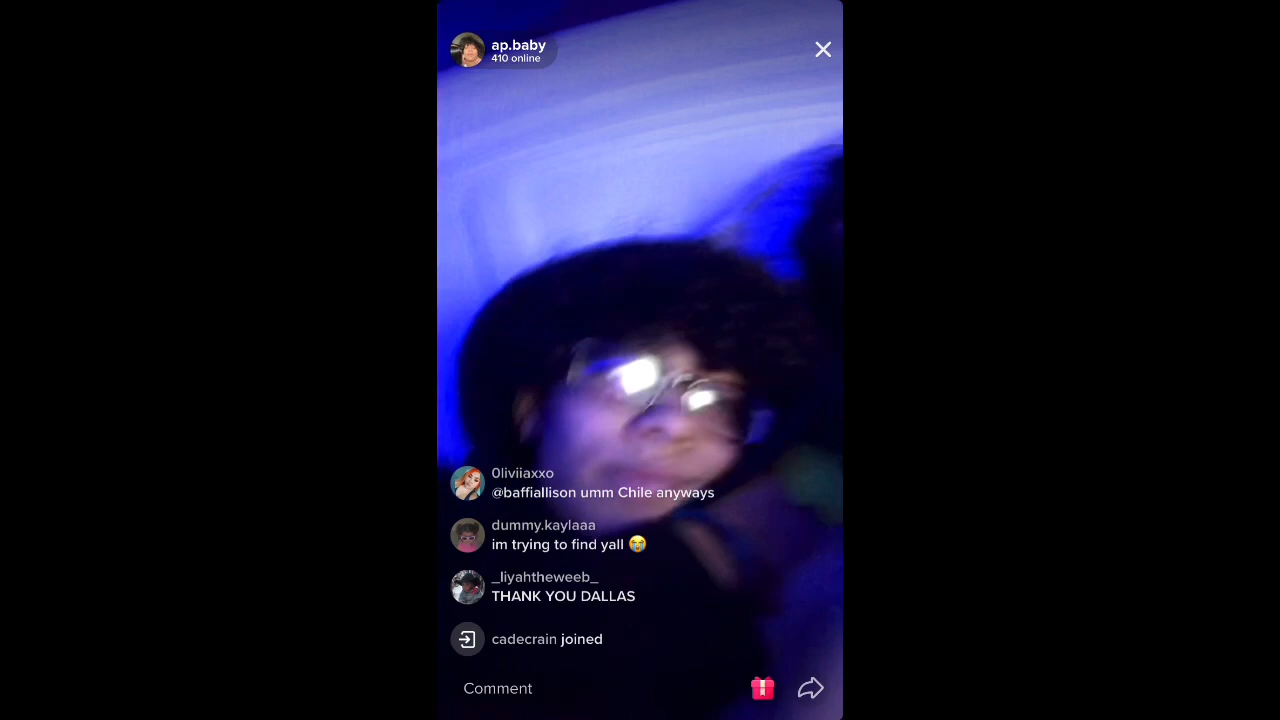 ap.baby
410 online
0liviiaxxo
@baffiallison umm Chile anyways
dummy.kaylaaa
im trying to find yall 😭
_liyahtheweeb_
THANK YOU DALLAS
cadecrain joined
Comment